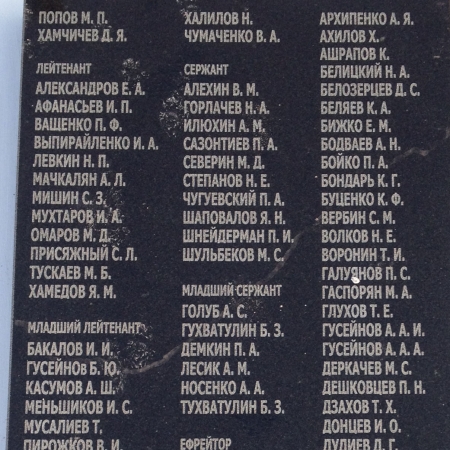 ПОПОВ М. П.
ХАМЧИЧЕВ Д. Я.
ЛЕЙТЕНАНТ
АЛЕКСАНДРОВ Е. А.
АФАНАСЬЕВ И. П.
ВАЩЕНКО П. Ф.
ВЫПИРАЙЛЕНКО И. А.
ЛЕВКИН Н. П.
МАЧКАЛЯН А. Л.
МИШИН С. З.
МУХТАРОВ И. А.
ОМАРОВ М. Д.
ПРИСЯЖНЫЙ С. Л.
ТУСКАЕВ М. Б.
ХАМЕДОВ Я. М.
МЛАДШИЙ ЛЕЙТЕНАНТ
БАКАЛОВ И. И.
ГУСЕЙНОВ Б. Ю.
КАСУМОВ А. Ш.
МЕНЬШИКОВ И. С.
МУСАЛИЕВ Т.
ПИРОЖКОВ В. И.
ХАЛИЛОВ Н.
ЧУМАЧЕНКО В. А.
СЕРЖАНТ
АЛЕХИН В. М.
ГОРЛАЧЕВ Н. А.
ИЛЮХИН А. М.
САЗОНТИЕВ П. А.
СЕВЕРИН М. Д.
СТЕПАНОВ Н. Е.
ЧУГУЕВСКИЙ П. А.
ШАПОВАЛОВ Я. Н.
ШНЕЙДЕРМАН П. И.
ШУЛЬБЕКОВ М. С.
МЛАДШИЙ СЕРЖАНТ
ГОЛУБ А. С.
ГУХВАТУЛИН Б. З.
ДЕМКИН П. А.
ЛЕСИК А. М.
НОСЕНКО А. А.
ТУХВАТУЛИН Б. З.
ЕФРЕЙТОР
АРХИПЕНКО А. Я.
АХИЛОВ Х.
АШРАПОВ К.
БЕЛИЦКИЙ Н. А.
БЕЛОЗЕРЦЕВ Д. С.
БЕЛЯЕВ К. А.
БИЖКО Е. М.
БОДВАЕВ А. Н.
БОЙКО П. А.
БОНДАРЬ К. Г.
БУЦЕНКО К. Ф.
ВЕРБИН С. М.
ВОЛКОВ Н. Е.
ВОРОНИН Т. И.
ГАЛУЯНОВ П. С.
ГАСПОРЯН М. А.
ГЛУХОВ Т. Е.
ГУСЕЙНОВ А. А. И.
ГУСЕЙНОВ А. А. А.
ДЕРКАЧЕВ М. С.
ДЕШКОВЦЕВ П. Н.
ДЗАХОВ Т. Х.
ДОНЦЕВ И. О.
ДУДИЕВ Д. Г.